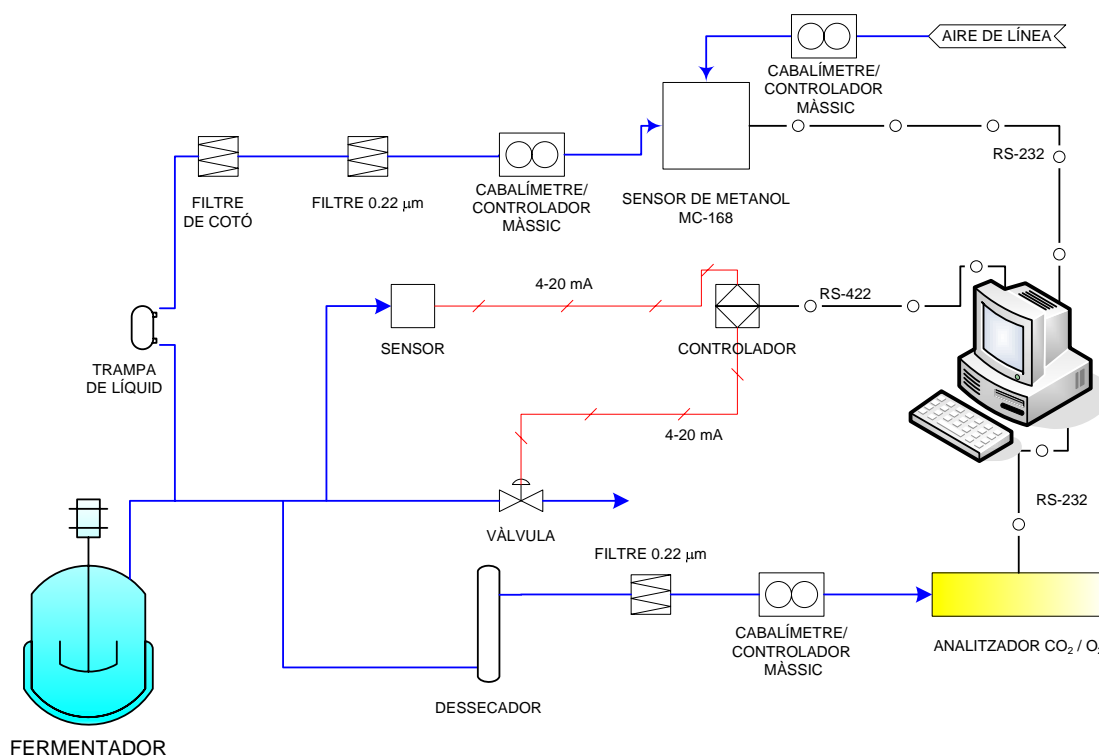 AIRE DE LÍNEA
CABALÍMETRE/
CONTROLADOR
MÀSSIC
RS-232
FILTRE
DE COTÓ
FILTRE 0.22 μm
CABALÍMETRE/
CONTROLADOR
MÀSSIC
SENSOR DE METANOL
MC-168
4-20 mA
RS-422
SENSOR
CONTROLADOR
TRAMPA
DE LÍQUID
4-20 mA
RS-232
VÀLVULA
FILTRE 0.22 μm
CABALÍMETRE/
CONTROLADOR
MÀSSIC
ANALITZADOR CO₂ / O₂
DESSECADOR
FERMENTADOR